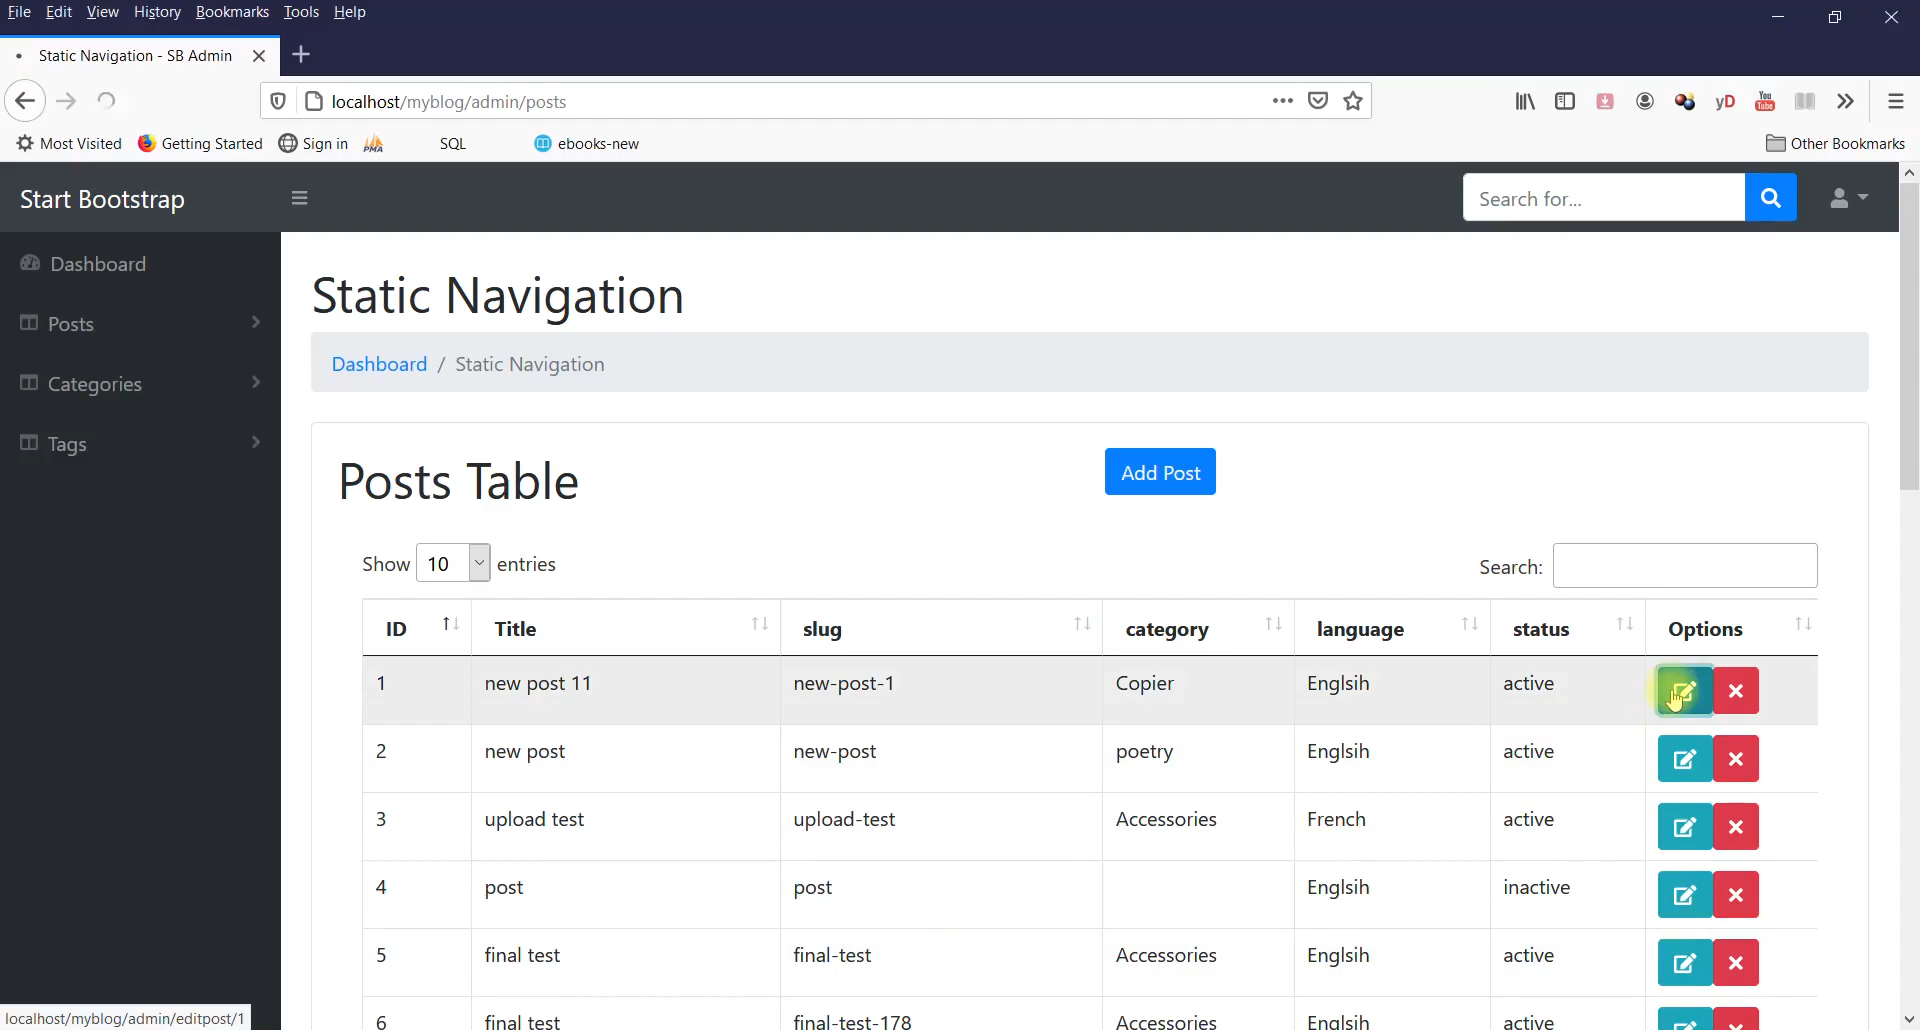 File Edit View History Bookmarks Tools Help
Static Navigation - SB Admin
localhost/myblog/admin/posts
yD You Tube
Most Visited Getting Started Sign in PMA SQL ebooks-new Other Bookmarks
Start Bootstrap Search for...
Dashboard
Posts
Categories
Tags
Static Navigation
Dashboard / Static Navigation
Posts Table Add Post
Show 10 entries Search:
ID Title slug category language status Options
1 new post 11 new-post-1 Copier Englsih active
2 new post new-post poetry Englsih active
3 upload test upload-test Accessories French active
4 post post Englsih inactive
5 final test final-test Accessories Englsih active
6 final test final-test-178 Accessories Englsih active
localhost/myblog/admin/editpost/1